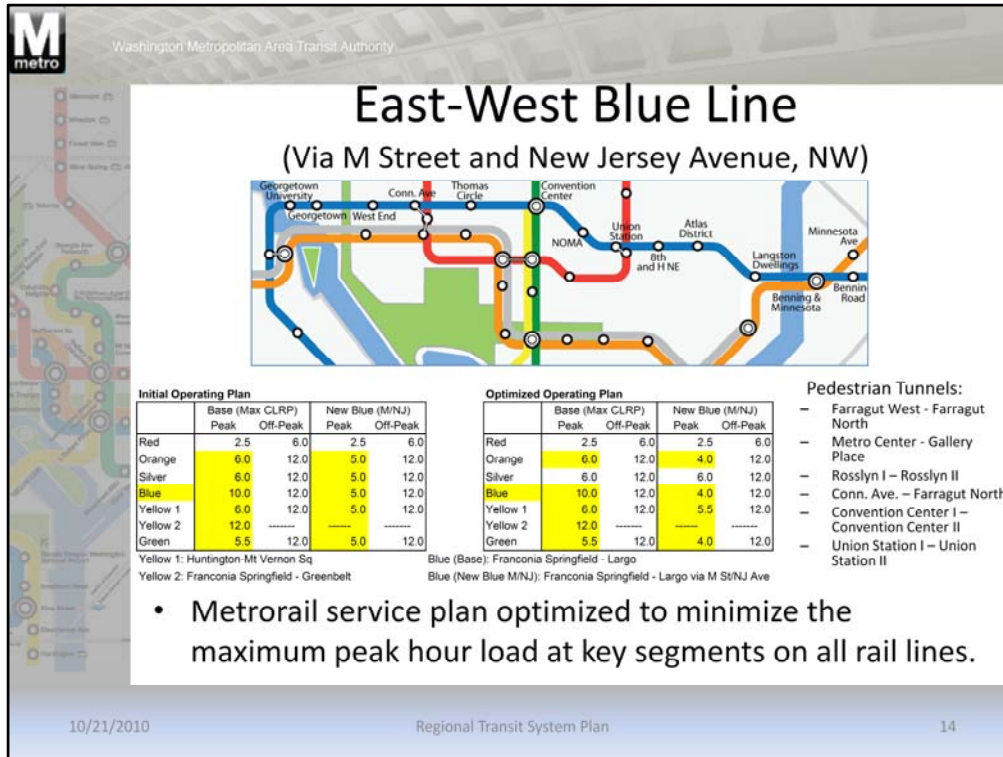 M
metro
Washington Metropolitan Area Transit Authority
East-West Blue Line
(Via M Street and New Jersey Avenue, NW)
Georgetown
University
Georgetown
West End
Conn. Ave
Thomas
Circle
Convention
Center
NOMA
Union
Station
8th
and H NE
Atlas
District
Langston
Dwellings
Benning &
Minnesota
Minnesota
Ave
Bennin
Road
Initial Operating Plan
Base (Max CLRP) New Blue (M/NJ)
Peak Off-Peak Peak Off-Peak
Red 2.5 6.0 2.5 6.0
Orange 6.0 12.0 5.0 12.0
Silver 6.0 12.0 5.0 12.0
Blue 10.0 12.0 5.0 12.0
Yellow 1 6.0 12.0 5.0 12.0
Yellow 2 12.0 ------- ------ -------
Green 5.5 12.0 5.0 12.0
Yellow 1: Huntington-Mt Vernon Sq
Yellow 2: Franconia Springfield - Greenbelt
Optimized Operating Plan
Base (Max CLRP) New Blue (M/NJ)
Peak Off-Peak Peak Off-Peak
Red 2.5 6.0 2.5 6.0
Orange 6.0 12.0 4.0 12.0
Silver 6.0 12.0 6.0 12.0
Blue 10.0 12.0 4.0 12.0
Yellow 1 6.0 12.0 5.5 12.0
Yellow 2 12.0 ------- ------ -------
Green 5.5 12.0 4.0 12.0
Blue (Base): Franconia Springfield - Largo
Blue (New Blue M/NJ): Franconia Springfield - Largo via M St/NJ Ave
Pedestrian Tunnels:
– Farragut West - Farragut
North
– Metro Center - Gallery
Place
– Rosslyn I – Rosslyn II
– Conn. Ave. – Farragut North
– Convention Center I –
Convention Center II
– Union Station I – Union
Station II
• Metrorail service plan optimized to minimize the
maximum peak hour load at key segments on all rail lines.
10/21/2010
Regional Transit System Plan
14